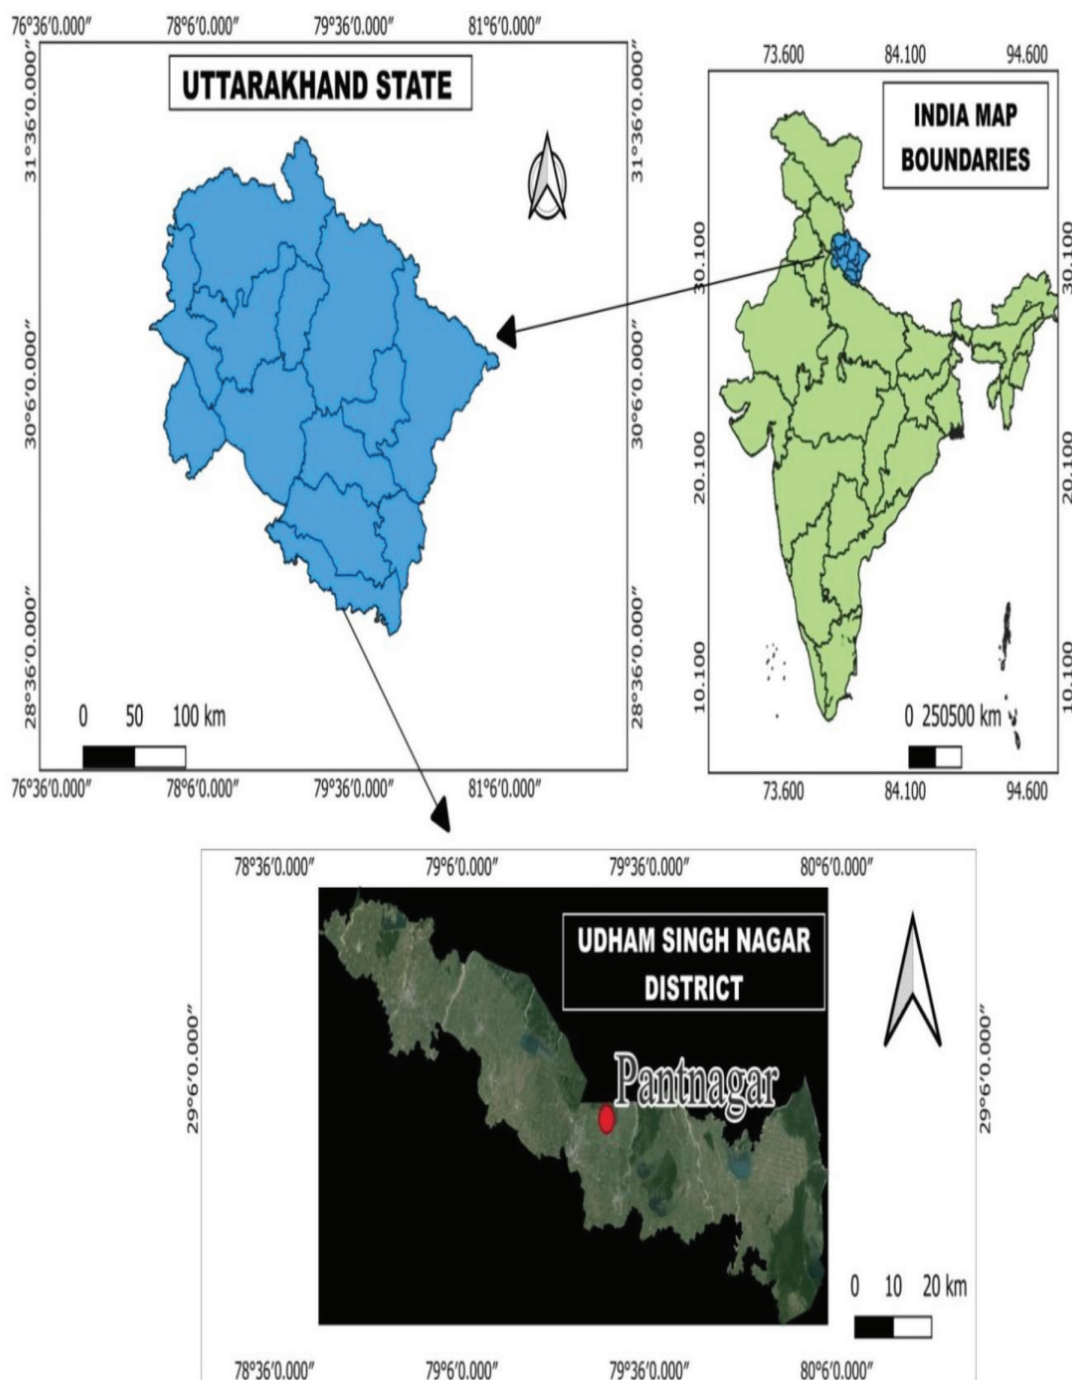 76°36′0.000″ 78°6′0.000″ 79°36′0.000″ 81°6′0.000″
UTTARAKHAND STATE
31°36′0.000″ 31°36′0.000″
30°6′0.000″ 30°6′0.000″
28°36′0.000″ 28°36′0.000″
0 50 100 km
76°36′0.000″ 78°6′0.000″ 79°36′0.000″ 81°6′0.000″
73.600 84.100 94.600
INDIA MAP
BOUNDARIES
30.100 30.100
20.100 20.100
10.100 10.100
0 250500 km
73.600 84.100 94.600
78°36′0.000″ 79°6′0.000″ 79°36′0.000″ 80°6′0.000″
UDHAM SINGH NAGAR
DISTRICT
29°6′0.000″ 29°6′0.000″
Pantnagar
0 10 20 km
78°36′0.000″ 79°6′0.000″ 79°36′0.000″ 80°6′0.000″